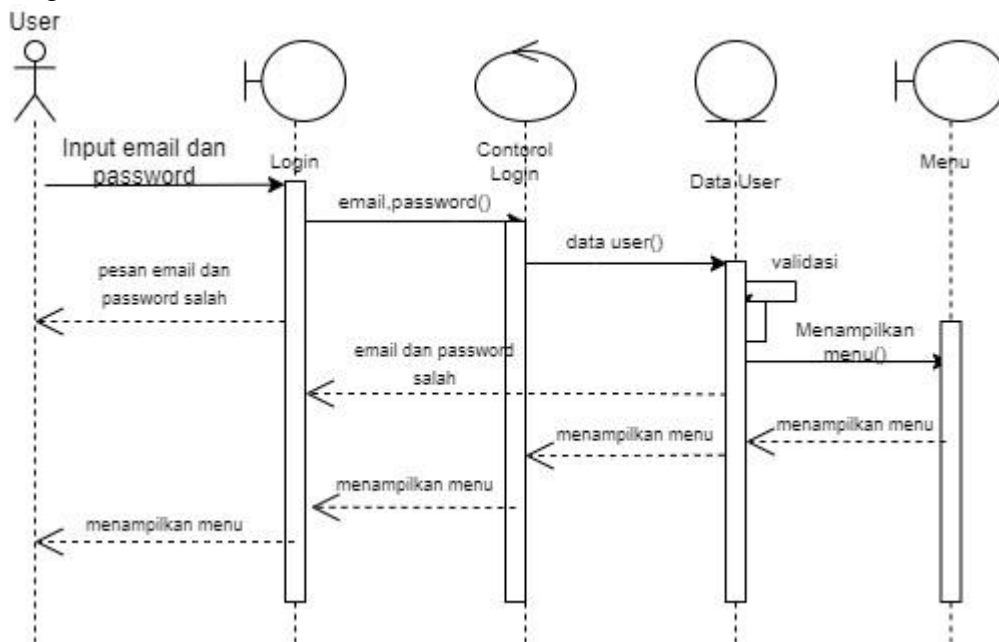 User
Login
Contorol
Login
Data User
Menu
Input email dan
password
email,password()
data user()
validasi
pesan email dan
password salah
Menampilkan
menu()
email dan password
salah
menampilkan menu
menampilkan menu
menampilkan menu
menampilkan menu